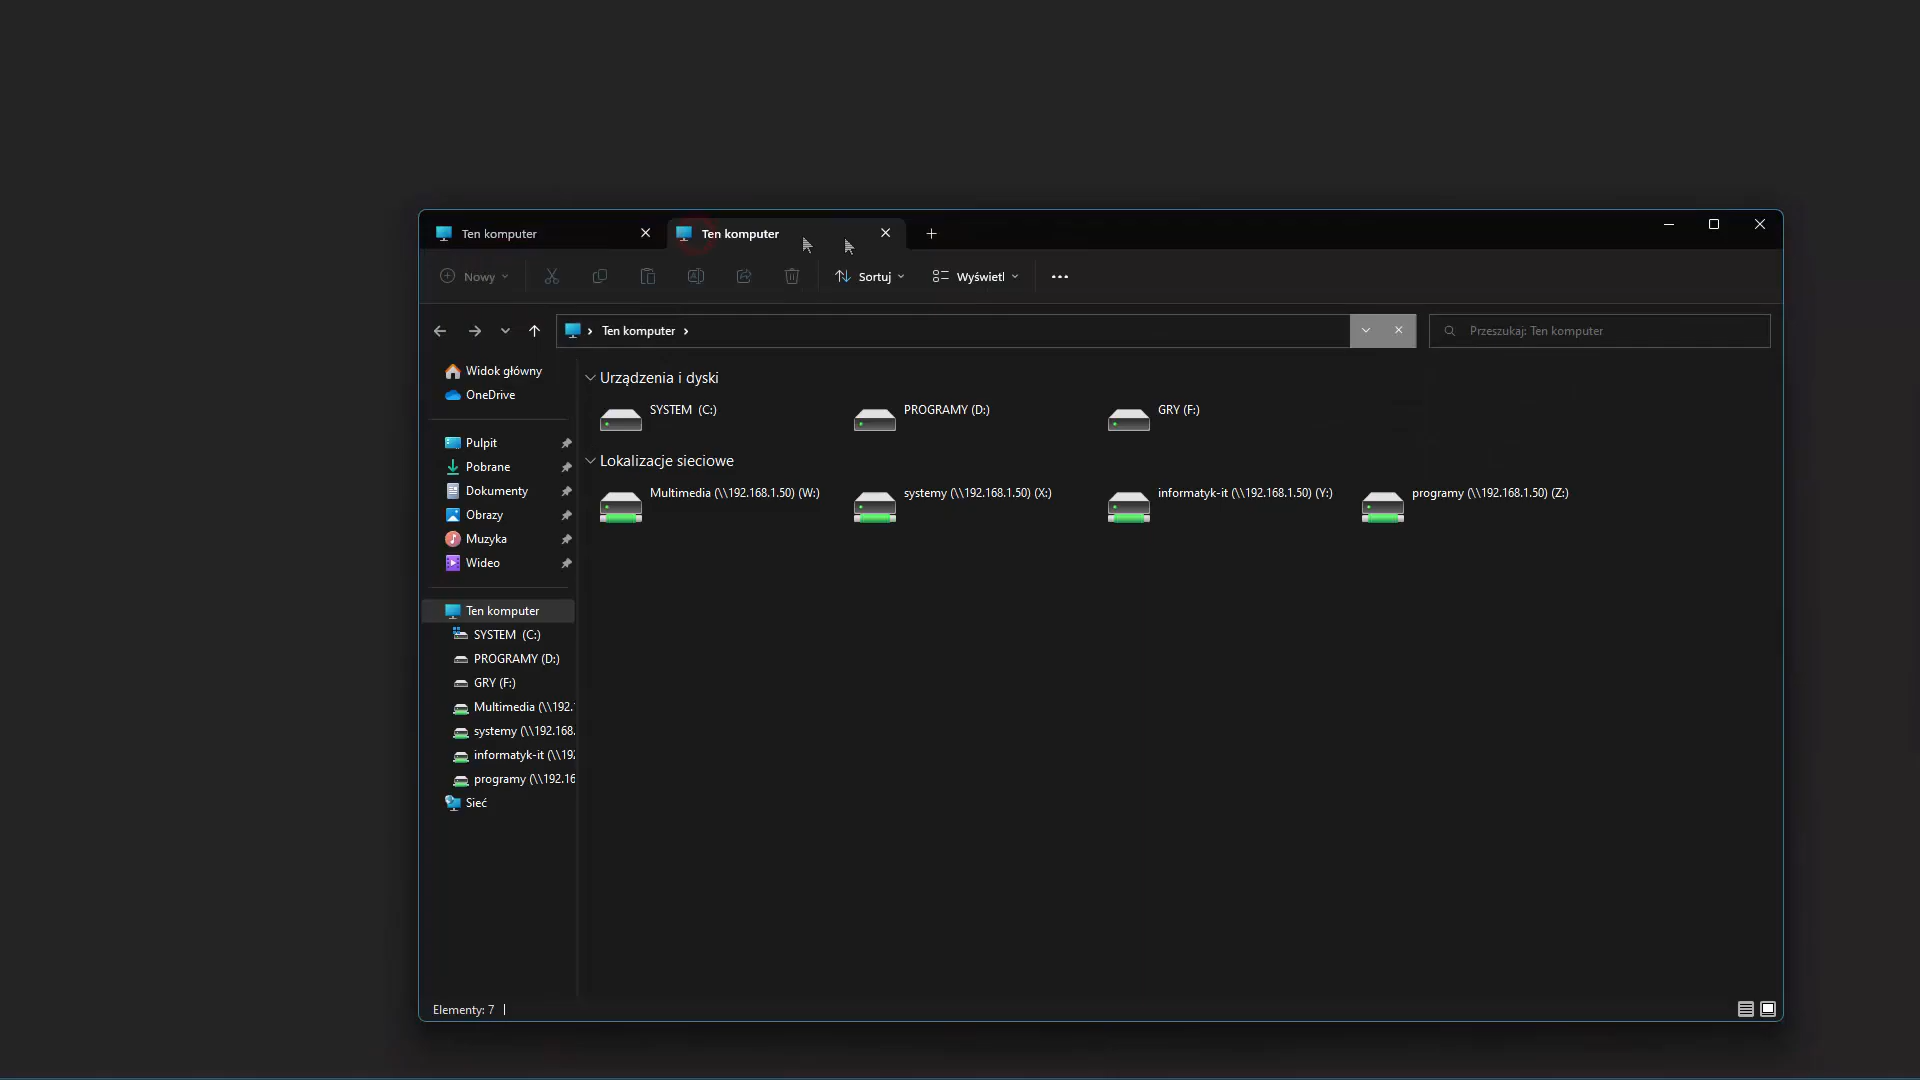 Ten komputer
Ten komputer
Nowy
Sortuj
Wyświetl
Ten komputer
Przeszukaj: Ten komputer
Widok główny
OneDrive
Pulpit
Pobrane
Dokumenty
Obrazy
Muzyka
Wideo
Ten komputer
SYSTEM (C:)
PROGRAMY (D:)
GRY (F:)
Multimedia (\\192.1
systemy (\\192.168.
informatyk-it (\\192
programy (\\192.16
Sieć
Urządzenia i dyski
SYSTEM (C:)
PROGRAMY (D:)
GRY (F:)
Lokalizacje sieciowe
Multimedia (\\192.168.1.50) (W:)
systemy (\\192.168.1.50) (X:)
informatyk-it (\\192.168.1.50) (Y:)
programy (\\192.168.1.50) (Z:)
Elementy: 7